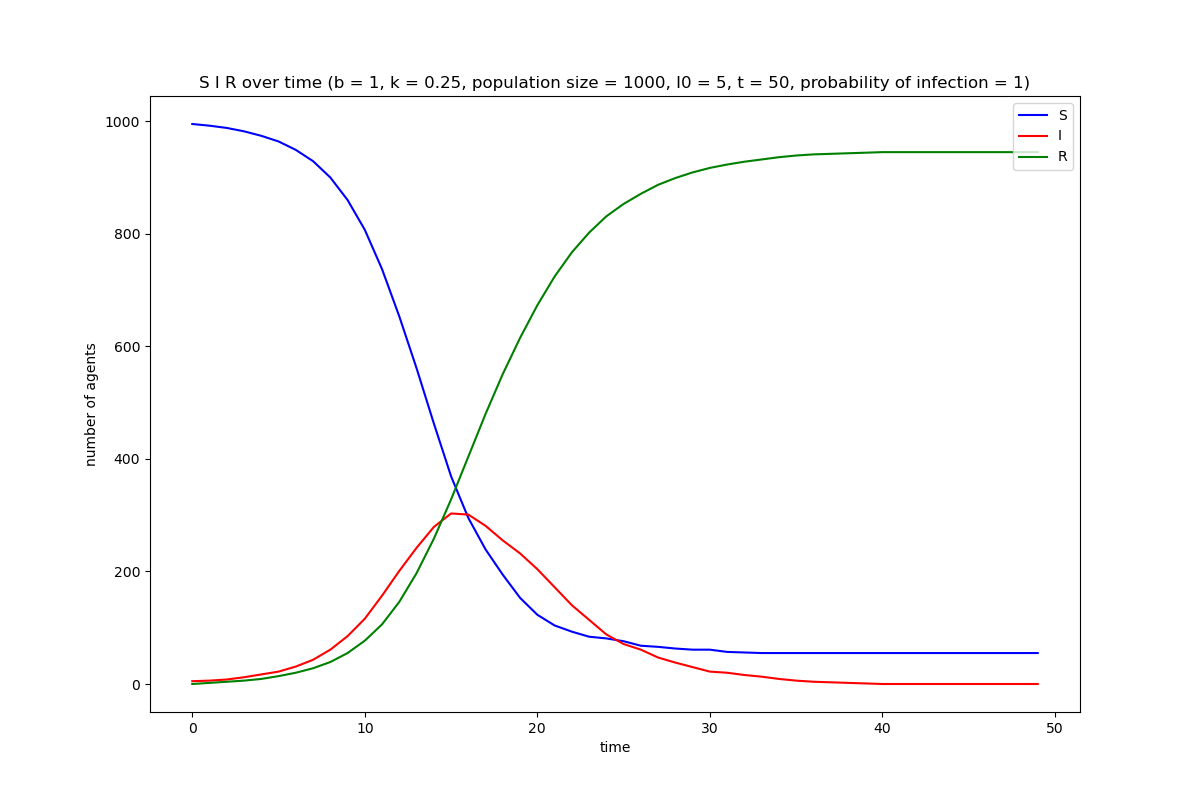 S I R over time (b = 1, k = 0.25, population size = 1000, I0 = 5, t = 50, probability of infection = 1)
S
I
R
1000
800
600
400
200
0
number of agents
0 10 20 30 40 50
time